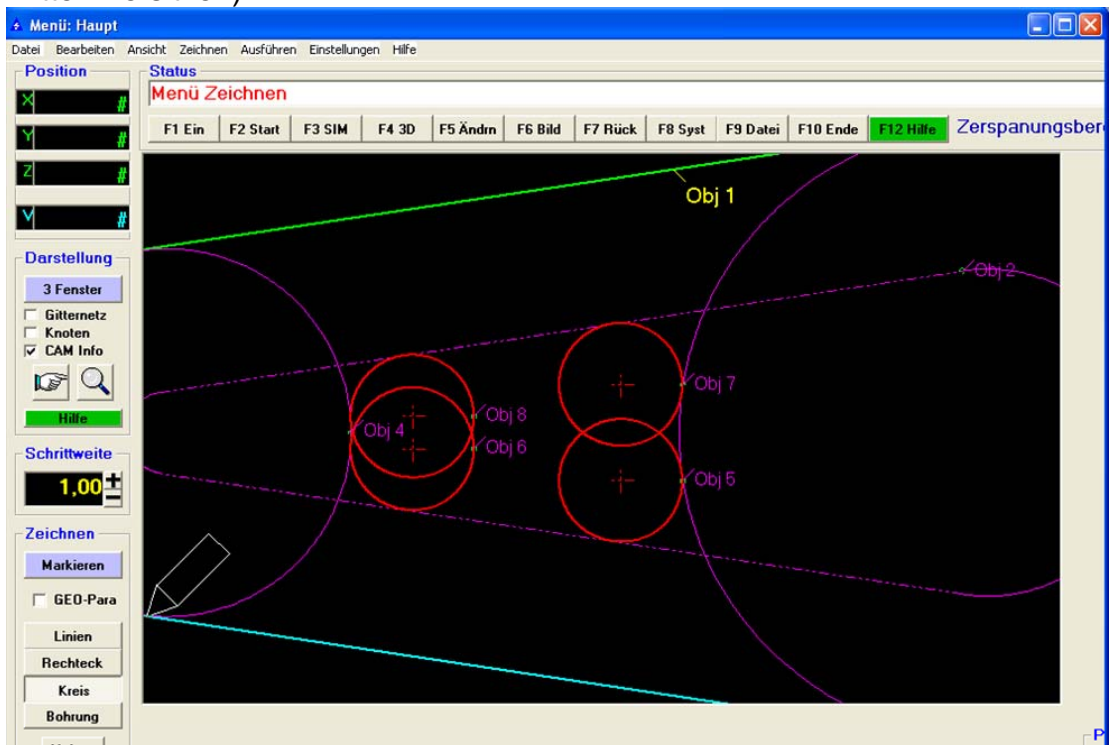 Menü: Haupt
Datei Bearbeiten Ansicht Zeichnen Ausführen Einstellungen Hilfe
Position
Status
Menü Zeichnen
X #
Y #
Z #
V #
F1 Ein F2 Start F3 SIM F4 3D F5 Ändrn F6 Bild F7 Rück F8 Syst F9 Datei F10 Ende F12 Hilfe Zerspanungsber
Darstellung
3 Fenster
Gitternetz
Knoten
CAM Info
Hilfe
Schrittweite
1,00
Zeichnen
Markieren
GEO-Para
Linien
Rechteck
Kreis
Bohrung
Obj 1
Obj 2
Obj 7
Obj 8
Obj 4
Obj 6
Obj 5
P